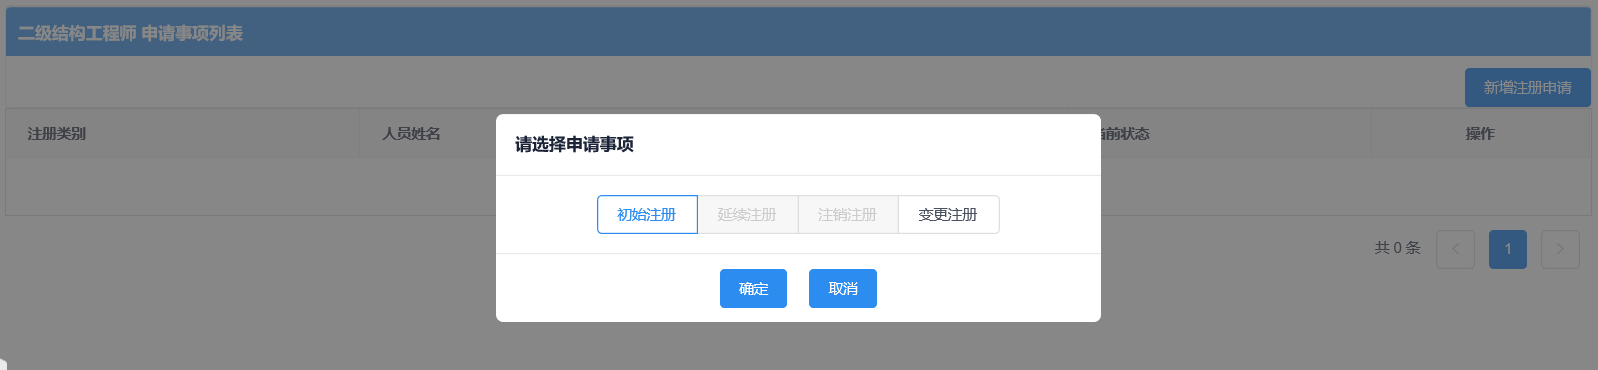 二级结构工程师 申请事项列表
新增注册申请
注册类别
人员姓名
当前状态
操作
请选择申请事项
初始注册
延续注册
注销注册
变更注册
共 0 条
1
确定
取消